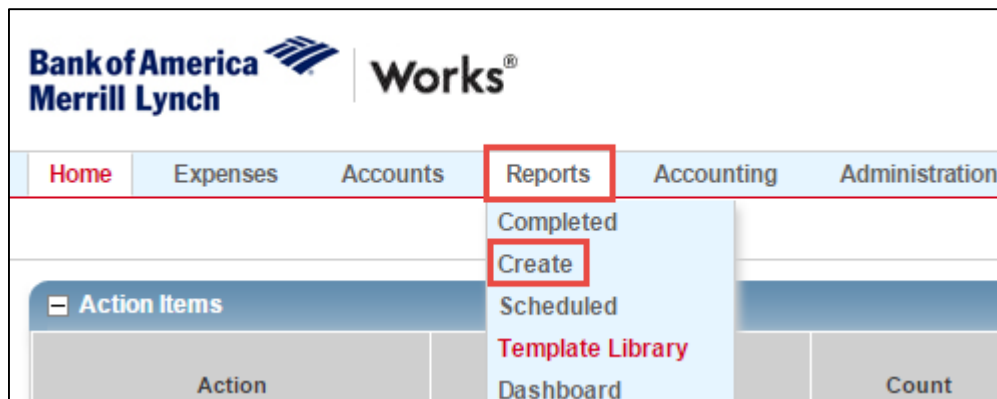 Bank of America
Merrill Lynch
Works®
Home Expenses Accounts Reports Accounting Administration
Completed
Create
Action Items
Scheduled
Template Library
Action
Dashboard
Count